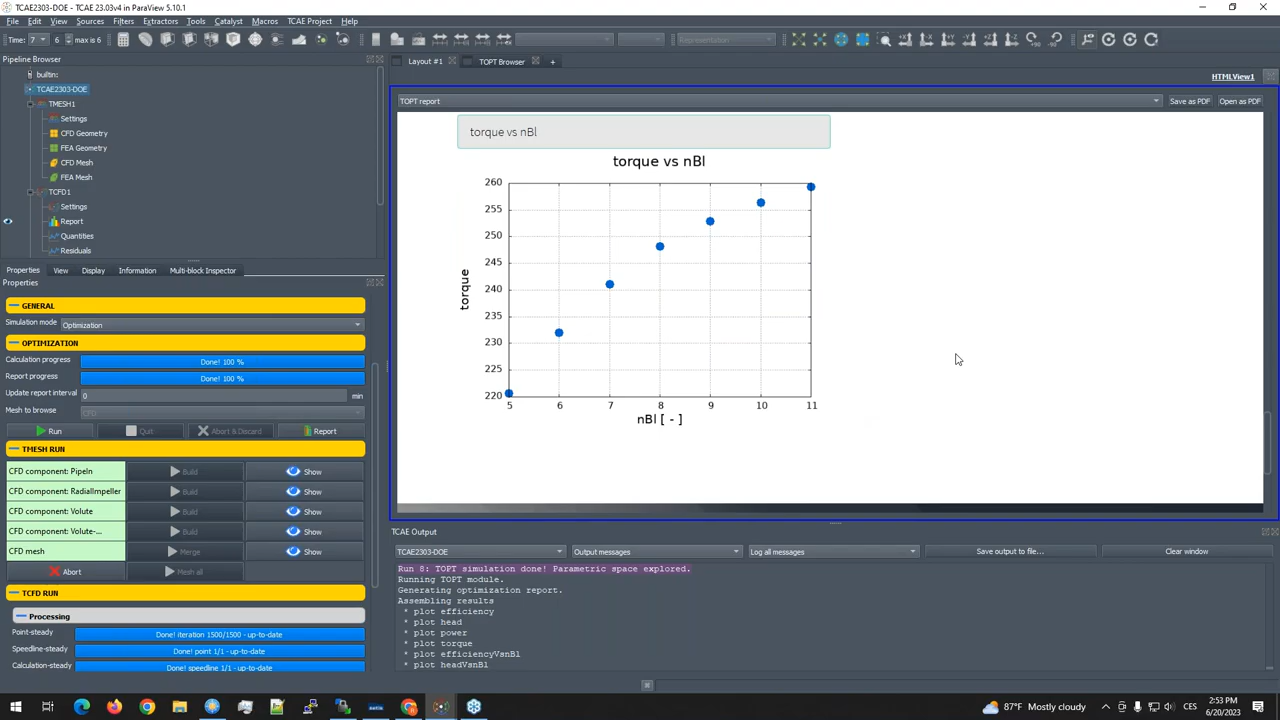 TCAE2303-DOE - TCAE 23.03v4 in ParaView 5.10.1
File Edit View Sources Filters Extractors Tools Catalyst Macros TCAE Project Help
Time: 7 6 max is 6 Representation
Pipeline Browser
builtin:
TCAE2303-DOE
TMESH1
Settings
CFD Geometry
FEA Geometry
CFD Mesh
FEA Mesh
TCFD1
Settings
Report
Quantities
Residuals
Properties View Display Information Multi-block Inspector
Properties
GENERAL
Simulation mode Optimization
OPTIMIZATION
Calculation progress Done! 100 %
Report progress Done! 100 %
Update report interval 0 min
Mesh to browse CFD
Run Quit Abort & Discard Report
TMESH RUN
CFD component: PipeIn Build Show
CFD component: RadialImpeller Build Show
CFD component: Volute Build Show
CFD component: Volute-... Build Show
CFD mesh Merge Show
Abort Mesh all
TCFD RUN
Processing
Point-steady Done! iteration 1500/1500 - up-to-date
Speedline-steady Done! point 1/1 - up-to-date
Calculation-steady Done! speedline 1/1 - up-to-date
Layout #1 TOPT Browser +
HTMLView1
TOPT report Save as PDF Open as PDF
torque vs nBl
torque vs nBl
260
255
250
245
240
235
230
225
220
torque
5 6 7 8 9 10 11
nBl [ - ]
TCAE Output
TCAE2303-DOE Output messages Log all messages Save output to file... Clear window
Run 8: TOPT simulation done! Parametric space explored.
Running TOPT module.
Generating optimization report.
Assembling results
* plot efficiency
* plot head
* plot power
* plot torque
* plot efficiencyVsnBl
* plot headVsnBl
87°F Mostly cloudy CES 2:53 PM
6/20/2023